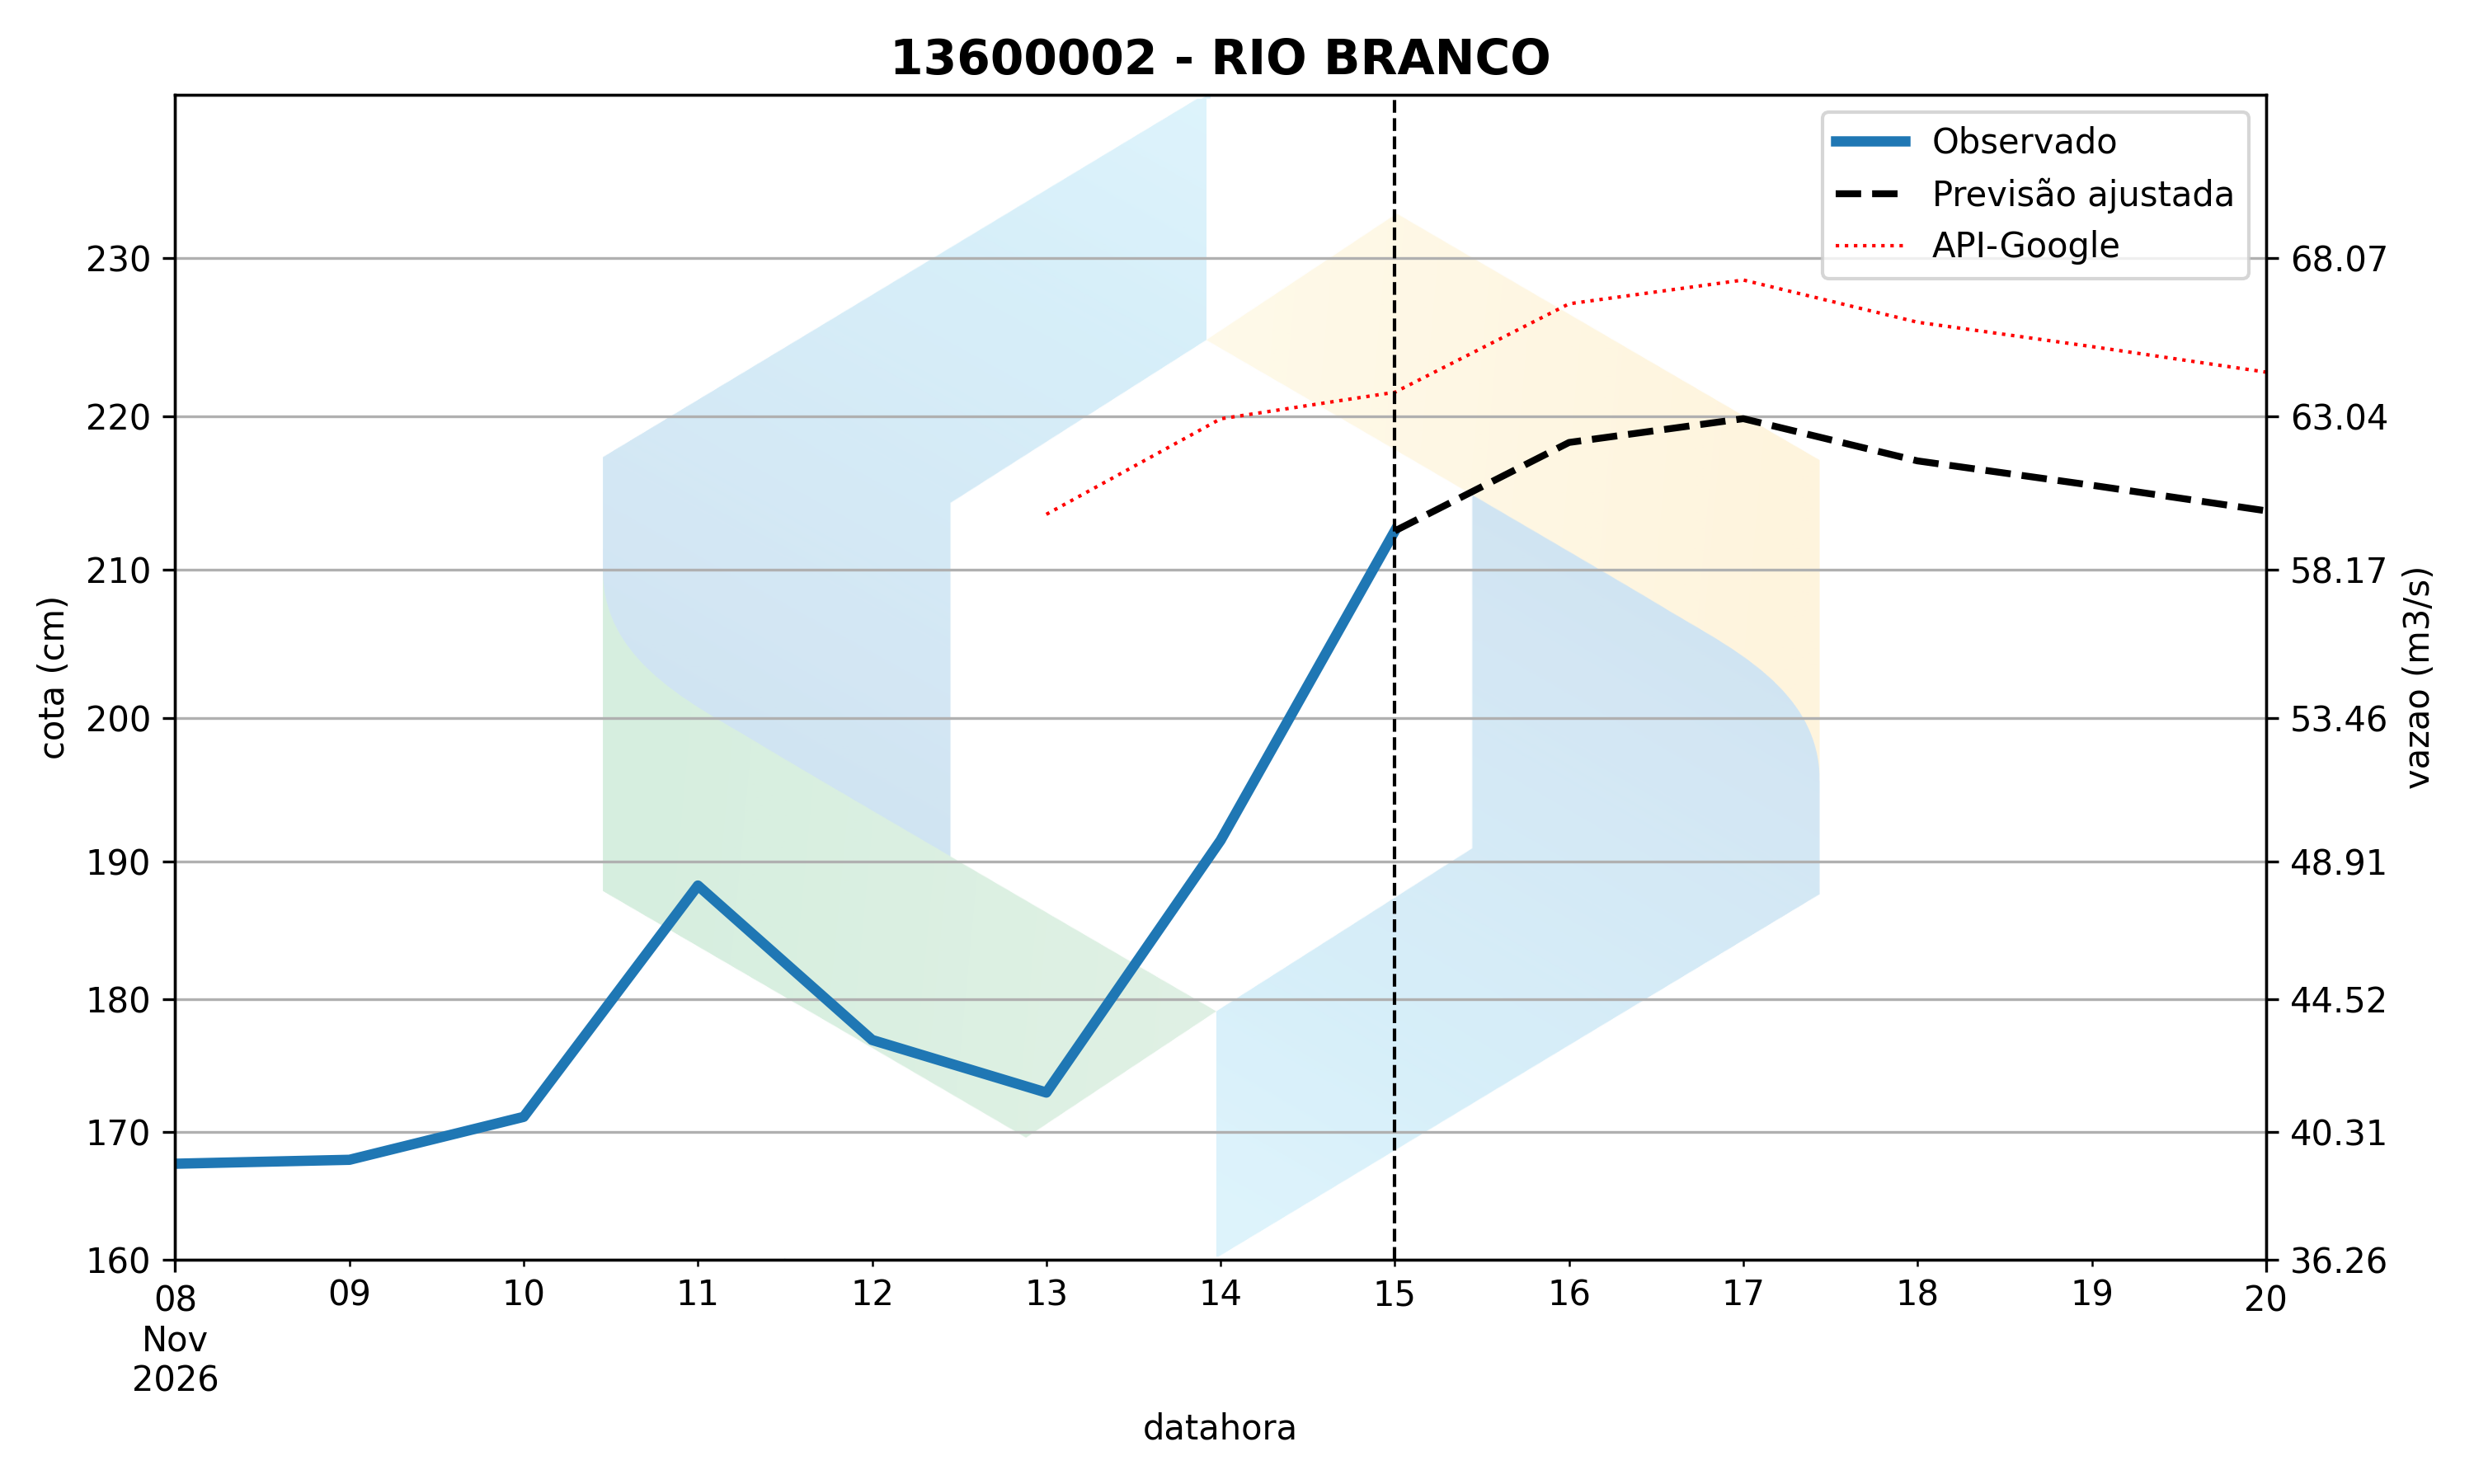 13600002 - RIO BRANCO
Observado
Previsão ajustada
API-Google
230
220
210
200
190
180
170
160
cota (cm)
68.07
63.04
58.17
53.46
48.91
44.52
40.31
36.26
vazao (m3/s)
08 09 10 11 12 13 14 15 16 17 18 19 20
Nov
2026
datahora